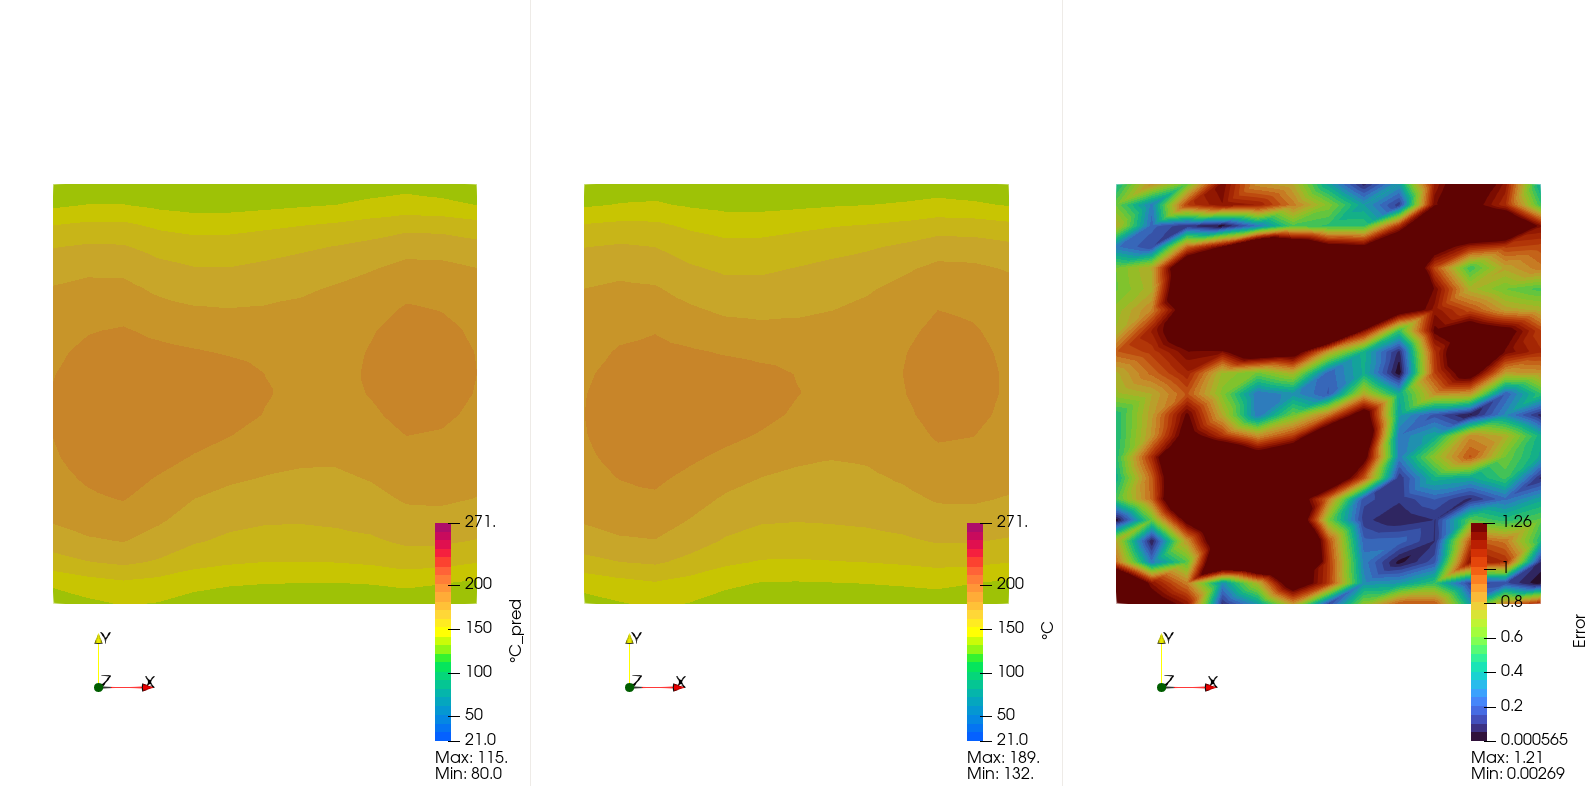 271.
200
150
100
50
21.0
°C_pred
Max: 115.
Min: 80.0
Y
Z
X
271.
200
150
100
50
21.0
°C
Max: 189.
Min: 132.
Y
Z
X
1.26
1
0.8
0.6
0.4
0.2
0.000565
Error
Max: 1.21
Min: 0.00269
Y
Z
X